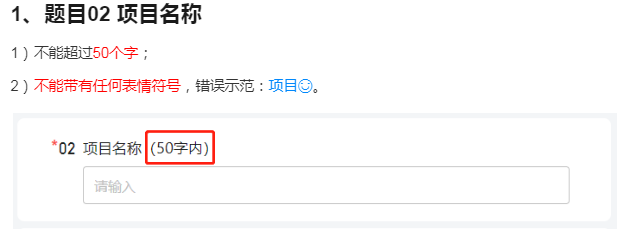 1、题目02 项目名称
1）不能超过50个字；
2）不能带有任何表情符号，错误示范：项目☺。
*02 项目名称 (50字内)
请输入